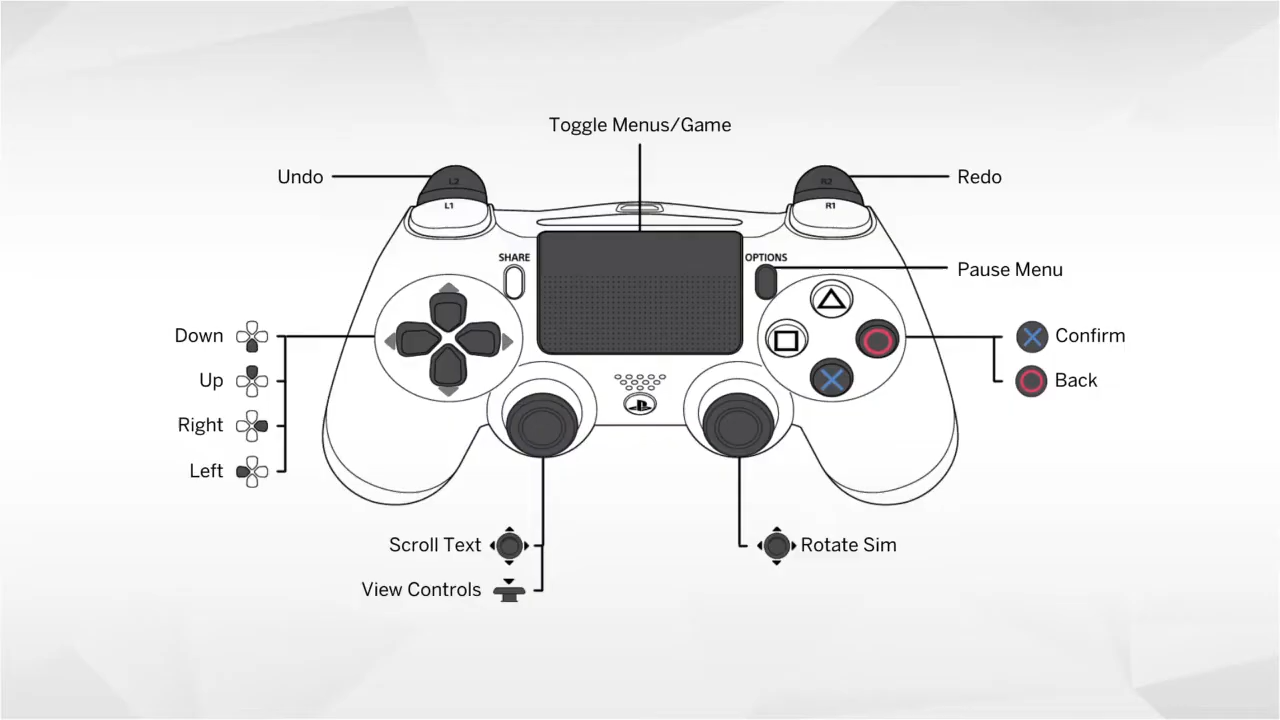 Toggle Menus/Game
Undo
L2
R2
Redo
L1
R1
SHARE
OPTIONS
Pause Menu
Down
Confirm
Up
Back
Right
Left
Scroll Text
Rotate Sim
View Controls